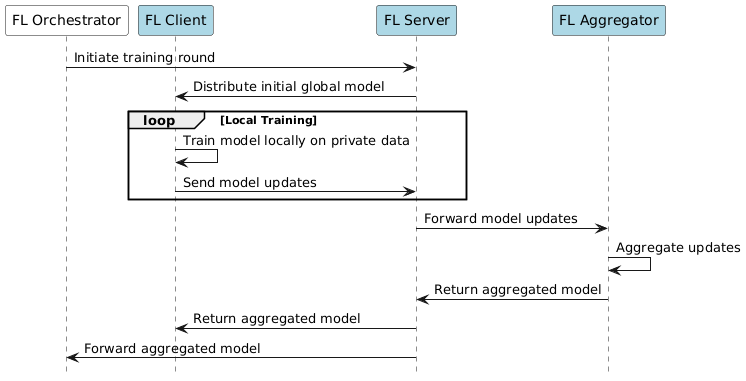 FL Orchestrator
FL Client
FL Server
FL Aggregator
Initiate training round
Distribute initial global model
loop
[Local Training]
Train model locally on private data
Send model updates
Forward model updates
Aggregate updates
Return aggregated model
Return aggregated model
Forward aggregated model